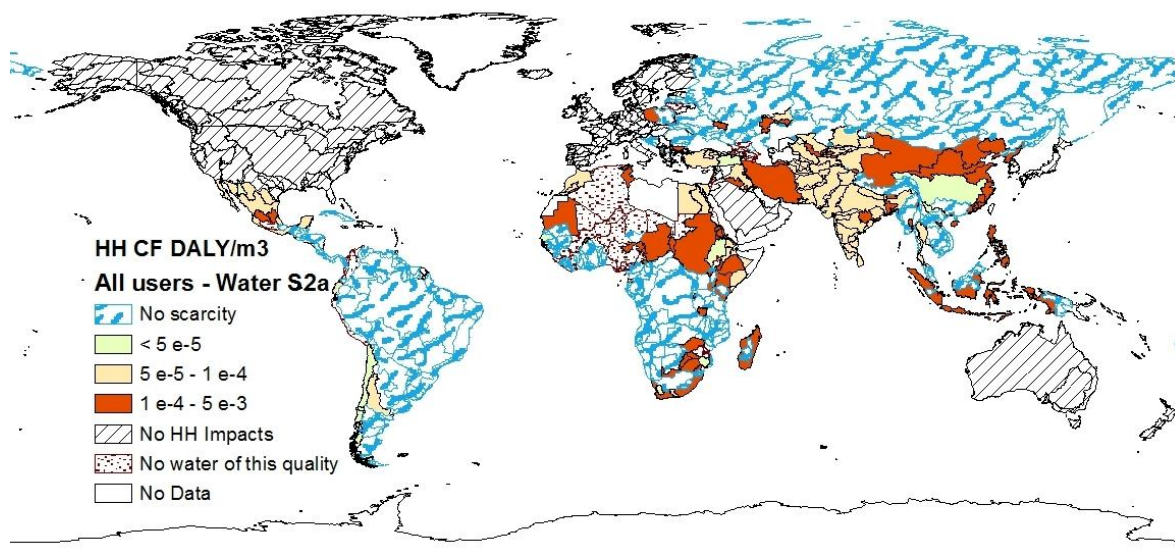 HH CF DALY/m3
All users - Water S2a
No scarcity
< 5 e-5
5 e-5 - 1 e-4
1 e-4 - 5 e-3
No HH Impacts
No water of this quality
No Data